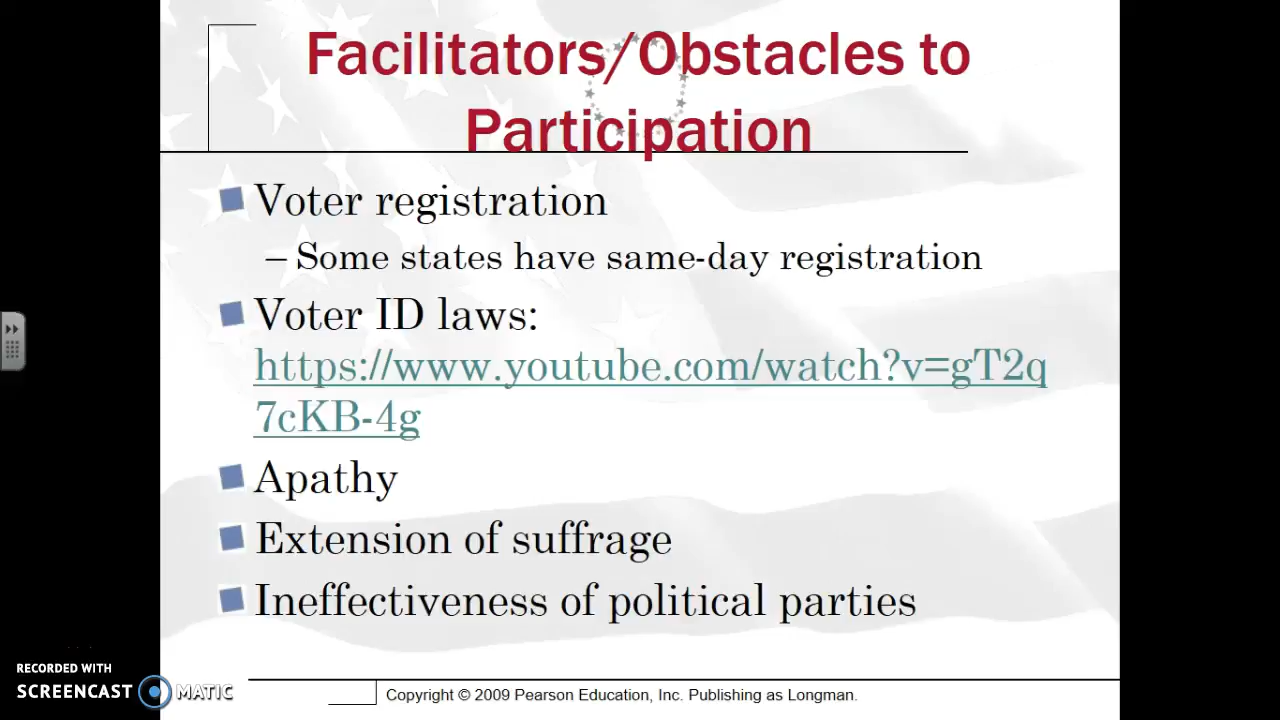 Facilitators/Obstacles to
Participation
Voter registration
– Some states have same-day registration
Voter ID laws:
https://www.youtube.com/watch?v=gT2q
7cKB-4g
Apathy
Extension of suffrage
Ineffectiveness of political parties
RECORDED WITH
SCREENCAST MATIC
Copyright © 2009 Pearson Education, Inc. Publishing as Longman.